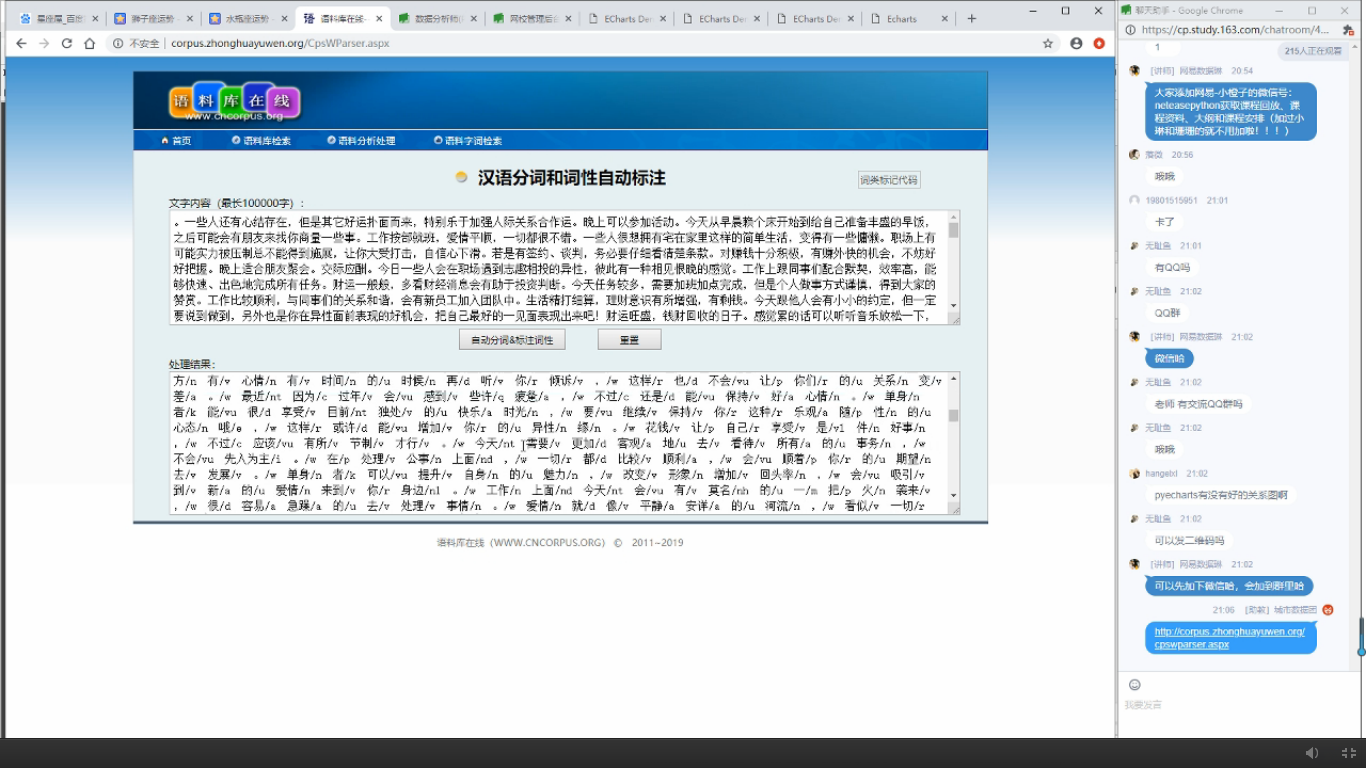 星座屋_百度
狮子座运势
水瓶座运势
语料库在线--
数据分析师(
网校管理后台
ECharts De
ECharts De
ECharts De
Echarts
不安全 | corpus.zhonghuayuwen.org/CpsWParser.aspx
语料库在线
www.cncorpus.org
首页 语料库检索 语料分析处理 语料字词检索
汉语分词和词性自动标注
词类标记代码
文字内容（最长100000字）：
。一些人还有心结存在，但是其它好运扑面而来，特别乐于加强人际关系合作运。晚上可以参加活动。今天从早晨赖个床开始到给自己准备丰盛的早饭，
之后可能会有朋友来找你商量一些事。工作按部就班，爱情平顺，一切都很不错。一些人很想拥有宅在家里这样的简单生活，变得有一些慵懒。职场上有
可能实力被压制总不能得到施展，让你大受打击，自信心下滑。若是有签约、谈判，务必要仔细看清楚条款。对赚钱十分积极，有赚外快的机会，不妨好
好把握。晚上适合朋友聚会。交际应酬。今日一些人会在职场遇到志趣相投的异性，彼此有一种相见恨晚的感觉。工作上跟同事们配合默契，效率高，能
够快速、出色地完成所有任务。财运一般般，多看财经消息会有助于投资判断。今天任务较多，需要加班加点完成，但是个人做事方式谨慎，得到大家的
赞赏。工作比较顺利，与同事们的关系和谐，会有新员工加入团队中。生活精打细算，理财意识有所增强，有剩钱。今天跟他人会有小小的约定，但一定
要说到做到，另外也是你在异性面前表现的好机会，把自己最好的一见面表现出来吧！财运旺盛，钱财回收的日子。感觉累的话可以听听音乐放松一下，
自动分词&标注词性 重置
处理结果：
方/n 有/v 心情/n 有/v 时间/n 的/u 时候/n 再/d 听/v 你/r 倾诉/v ，/w 这样/r 也/d 不会/vu 让/p 你们/r 的/u 关系/n 变/v
差/a 。/w 最近/nt 因为/c 过年/v 会/vu 感到/v 些许/q 疲惫/a ，/w 不过/c 还是/d 能/vu 保持/v 好/a 心情/n 。/w 单身/n
者/k 能/vu 很/d 享受/v 目前/nt 独处/v 的/u 快乐/a 时光/n ，/w 要/vu 继续/v 保持/v 你/r 这种/r 乐观/a 随/p 性/n 的/u
心态/n 哦/e ，/w 这样/r 或许/d 能/vu 增加/v 你/r 的/u 异性/n 缘/n 。/w 花钱/v 让/p 自己/r 享受/v 是/vl 件/n 好事/n
，/w 不过/c 应该/vu 有所/v 节制/v 才行/v 。/w 今天/nt 需要/v 更加/d 客观/a 地/u 去/v 看待/v 所有/a 的/u 事务/n ，/w
不会/vu 先入为主/i 。/w 在/p 处理/v 公事/n 上面/nd ，/w 一切/r 都/d 比较/v 顺利/a ，/w 会/vu 顺着/p 你/r 的/u 期望/n
去/v 发展/v 。/w 单身/n 者/k 可以/vu 提升/v 自身/n 的/u 魅力/n ，/w 改变/v 形象/n 增加/v 回头率/n ，/w 会/vu 吸引/v
到/v 新/a 的/u 爱情/n 来到/v 你/r 身边/nl 。/w 工作/n 上面/nd 今天/nt 会/vu 有/v 莫名/nh 的/u 一/m 把/p 火/n 袭来/v
，/w 很/d 容易/a 急躁/a 的/u 去/v 处理/v 事情/n 。/w 爱情/n 就/d 像/v 平静/a 安详/a 的/u 河流/n ，/w 看似/v 一切/r
语料库在线（WWW.CNCORPUS.ORG） © 2011~2019
聊天助手 - Google Chrome
https://cp.study.163.com/chatroom/4...
1
215人正在观看
[讲师] 网易数据琳 20:54
大家添加网易-小橙子的微信号：
neteasepython获取课程回放、课
程资料、大纲和课程安排（加过小
琳和珊珊的就不用加啦！！！）
20:56
哦哦
19801515951 21:01
卡了
无耻鱼 21:01
有QQ吗
无耻鱼 21:02
QQ群
[讲师] 网易数据琳 21:02
微信哈
无耻鱼 21:02
老师 有交流QQ群吗
无耻鱼 21:02
哦哦
hangelxl 21:02
pyecharts有没有好的关系图啊
无耻鱼 21:02
可以发二维码吗
[讲师] 网易数据琳 21:02
可以先加下微信哈，会加到群里哈
21:06 [助教] 城市数据团
http://corpus.zhonghuayuwen.org/
cpswparser.aspx
我要发言